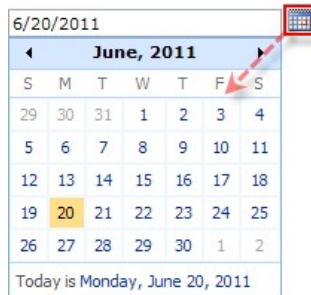 6/20/2011
June, 2011
S M T W T F S
29 30 31 1 2 3 4
5 6 7 8 9 10 11
12 13 14 15 16 17 18
19 20 21 22 23 24 25
26 27 28 29 30 1 2
Today is Monday, June 20, 2011